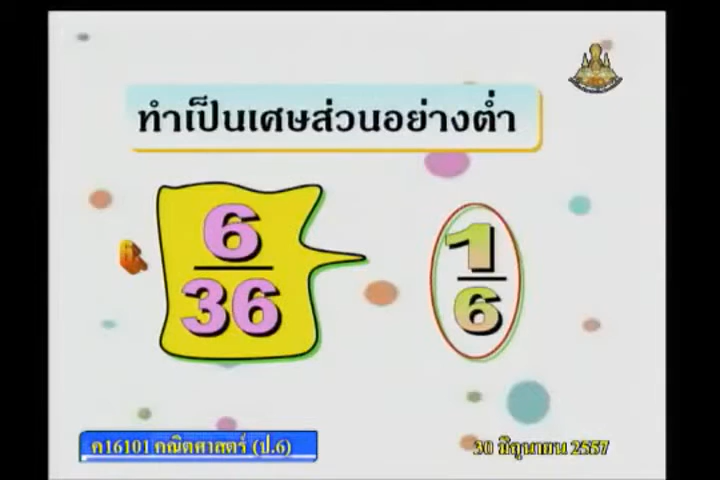 ทำเป็นเศษส่วนอย่างต่ำ
6
36
1
6
ค16101 คณิตศาสตร์ (ป.6)
30 มิถุนายน 2557